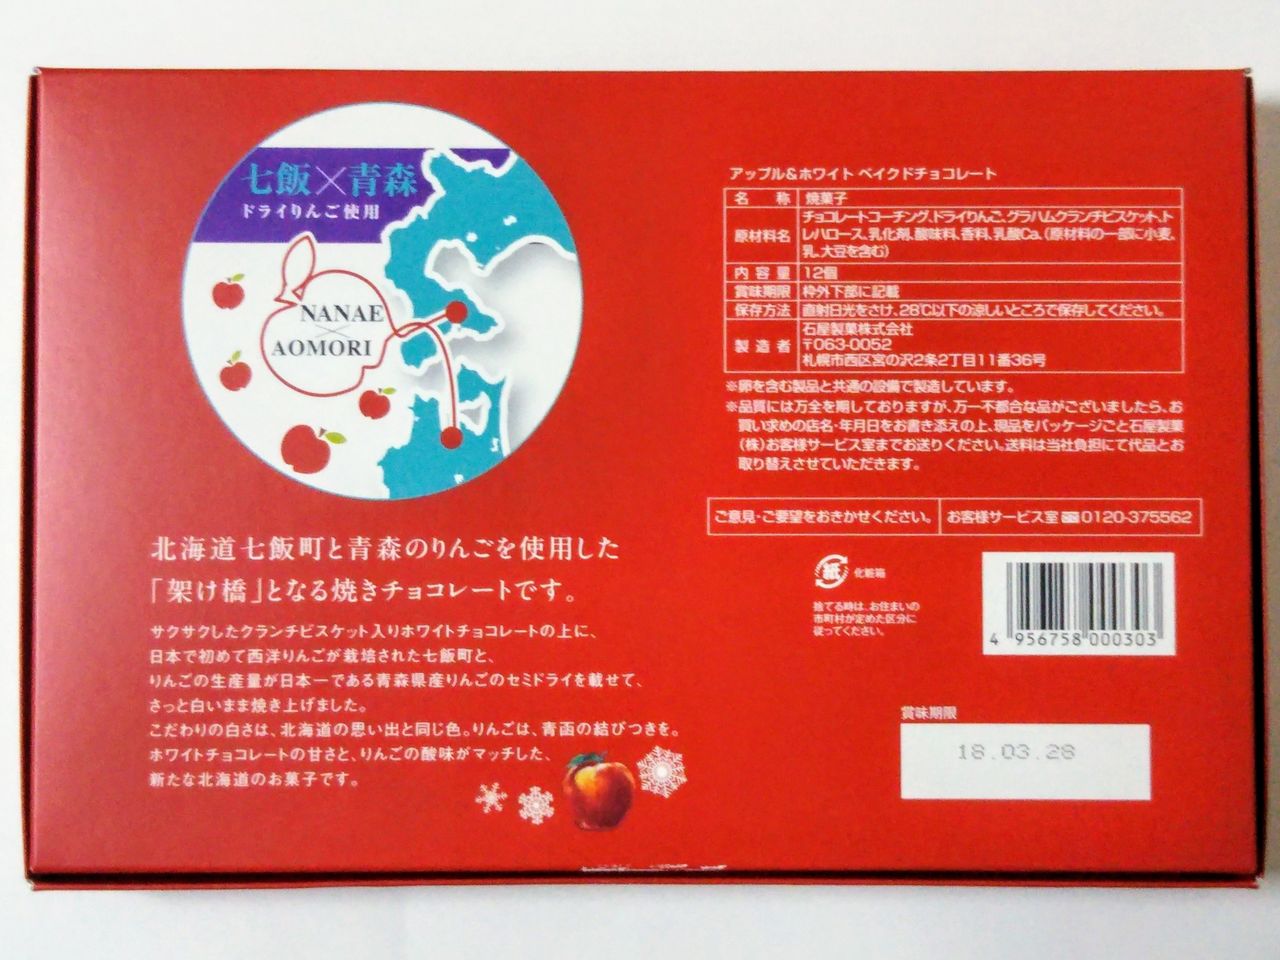 七飯×青森
ドライりんご使用
NANAE
×
AOMORI
北海道七飯町と青森のりんごを使用した
「架け橋」となる焼きチョコレートです。
サクサクしたクランチビスケット入りホワイトチョコレートの上に、
日本で初めて西洋りんごが栽培された七飯町と、
りんごの生産量が日本一である青森県産りんごのセミドライを載せて、
さっと白いまま焼き上げました。
こだわりの白さは、北海道の思い出と同じ色。りんごは、青函の結びつきを。
ホワイトチョコレートの甘さと、りんごの酸味がマッチした、
新たな北海道のお菓子です。
アップル&ホワイト ベイクドチョコレート
名称 焼菓子
原材料名 チョコレートコーチング、ドライりんご、グラハムクランチビスケット、ト
レハロース、乳化剤、酸味料、香料、乳酸Ca、(原材料の一部に小麦、
乳、大豆を含む)
内容量 12個
賞味期限 枠外下部に記載
保存方法 直射日光をさけ、28℃以下の涼しいところで保存してください。
製造者 石屋製菓株式会社
〒063-0052
札幌市西区宮の沢2条2丁目11番36号
※卵を含む製品と共通の設備で製造しています。
※品質には万全を期しておりますが、万一不都合な品がございましたら、お
買い求めの店名・年月日をお書き添えの上、現品をパッケージごと石屋製菓
(株)お客様サービス室までお送りください。送料は当社負担にて代品とお
取り替えさせていただきます。
ご意見・ご要望をおきかせください。 お客様サービス室 0120-375562
紙 化粧箱
捨てる時は、お住まいの
市町村が定めた区分に
従ってください。
4 956758 000303
賞味期限
18.03.28